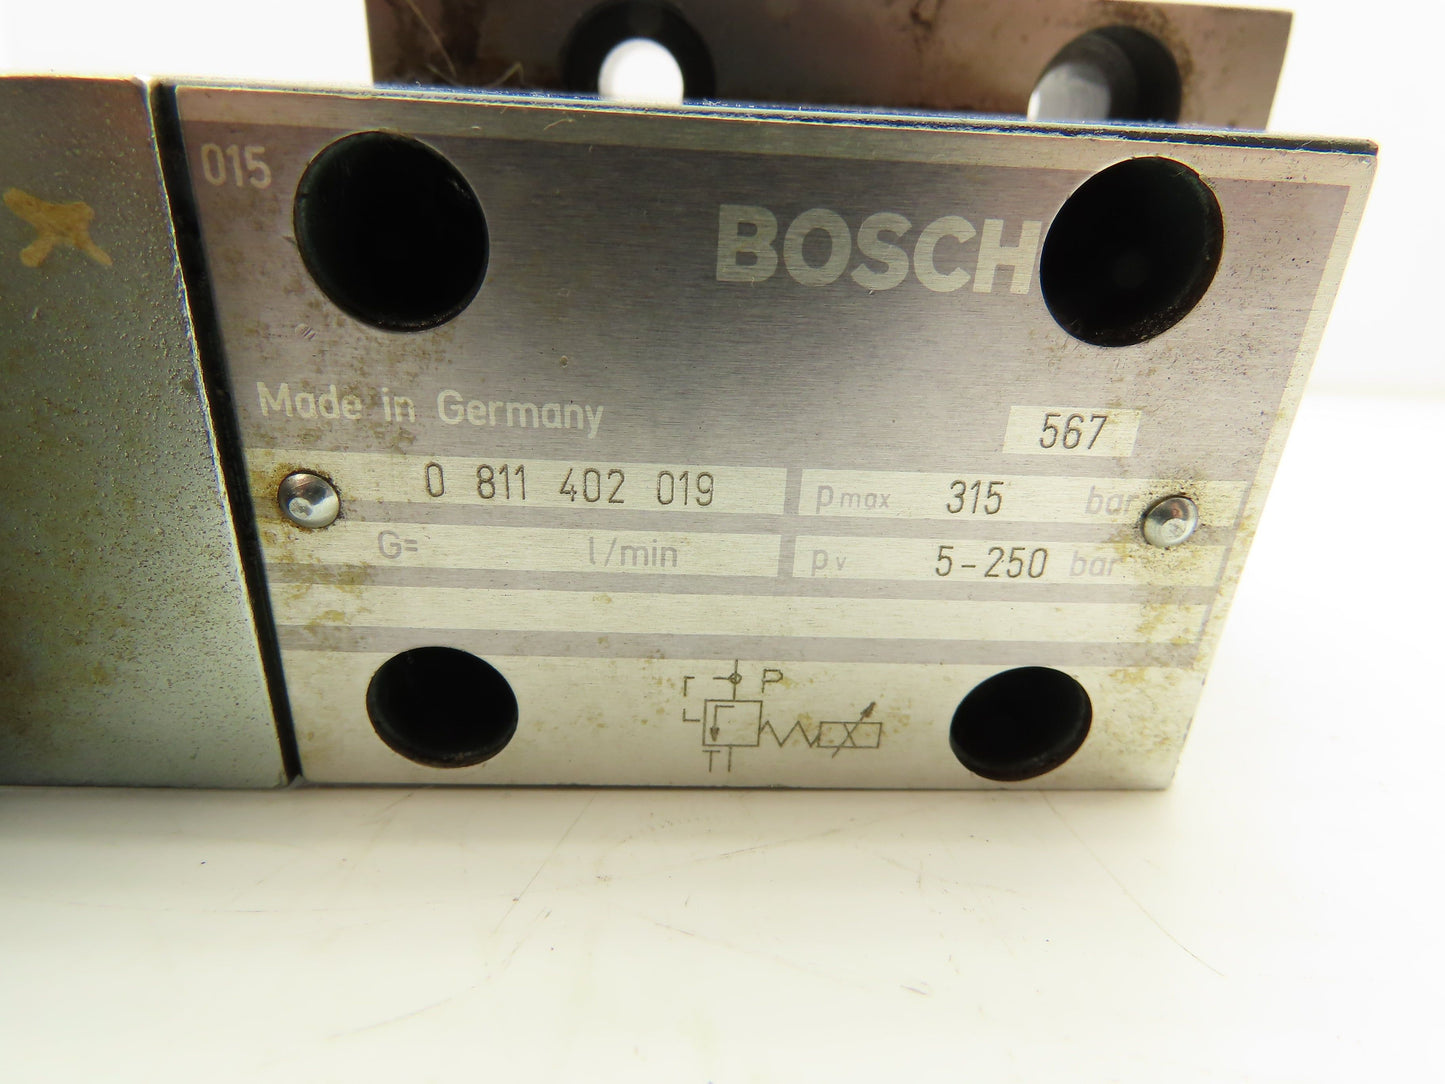 015
BOSCH
Made in Germany
567
0 811 402 019
pmax 315 bar
G= l/min
pv 5-250 bar
P
T